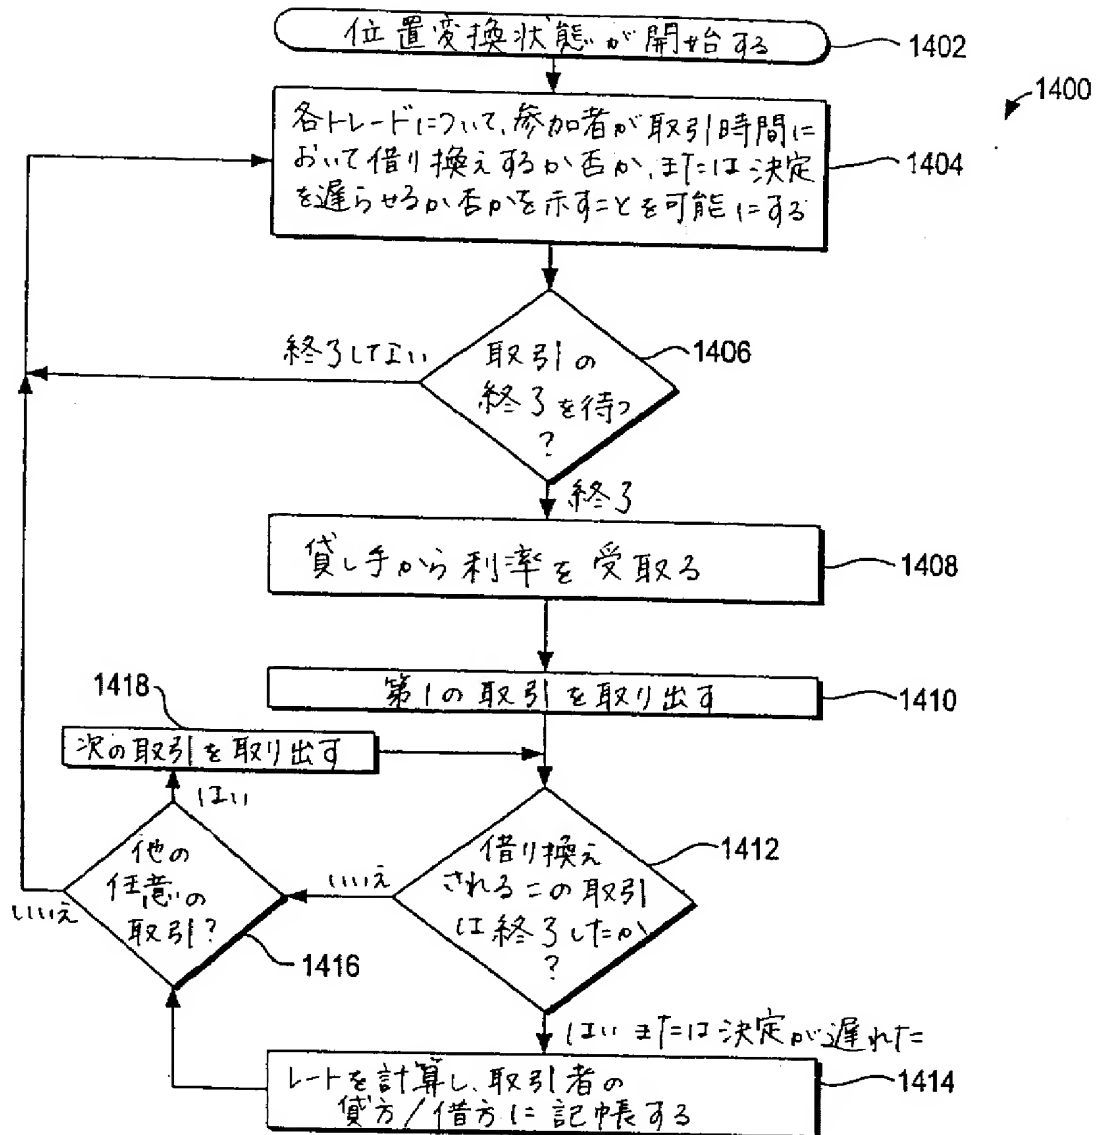 位置変換状態が開始する
1402
1400
各トレードについて、参加者が取引時間に
おいて借り換えするか否か、または決定
を遅らせるか否かを示すことを可能にする
1404
取引の
終了を待つ
?
1406
終了してない
終了
貸し手から利率を受取る
1408
第1の取引を取り出す
1410
1418
次の取引を取り出す
はい
借り換え
されるこの取引
は終了したか
?
1412
いいえ
他の
任意の
取引?
1416
いいえ
はいまたは決定が遅れた
レートを計算し、取引者の
貸方/借方に記帳する
1414